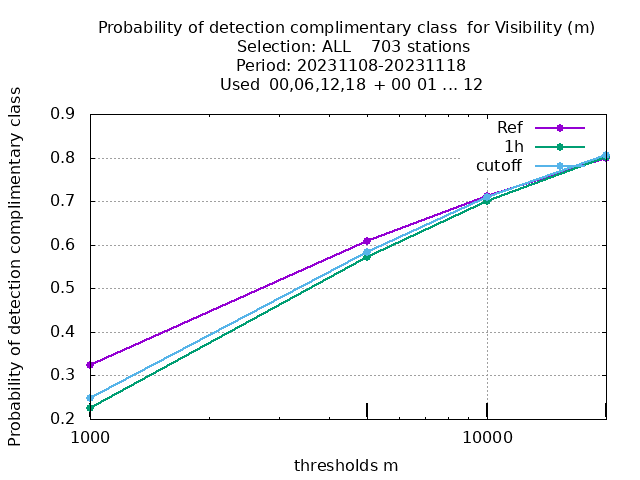 Probability of detection complimentary class  for Visibility (m)
Selection: ALL    703 stations
Period: 20231108-20231118
Used  00,06,12,18  + 00 01 ... 12
Probability of detection complimentary class
0.9
0.8
0.7
0.6
0.5
0.4
0.3
0.2
Ref
1h
cutoff
1000
10000
thresholds m